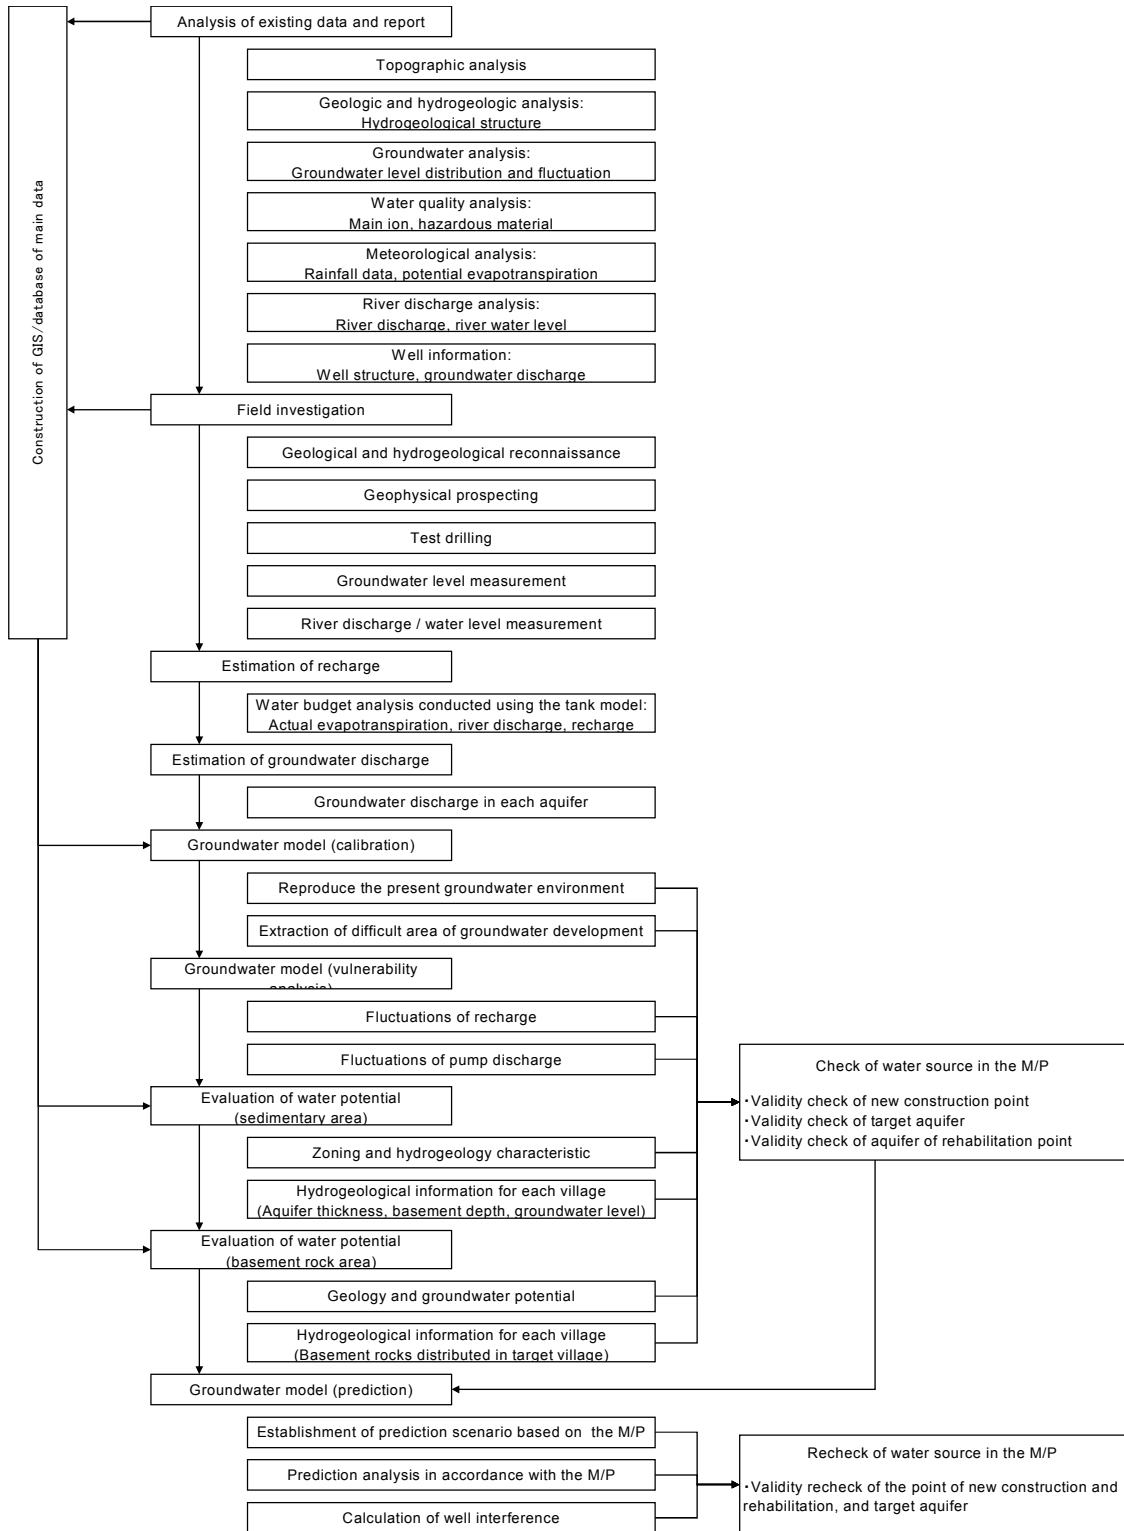 Construction of GIS/database of main data
Analysis of existing data and report
Topographic analysis
Geologic and hydrogeologic analysis:
Hydrogeological structure
Groundwater analysis:
Groundwater level distribution and fluctuation
Water quality analysis:
Main ion, hazardous material
Meteorological analysis:
Rainfall data, potential evapotranspiration
River discharge analysis:
River discharge, river water level
Well information:
Well structure, groundwater discharge
Field investigation
Geological and hydrogeological reconnaissance
Geophysical prospecting
Test drilling
Groundwater level measurement
River discharge / water level measurement
Estimation of recharge
Water budget analysis conducted using the tank model:
Actual evapotranspiration, river discharge, recharge
Estimation of groundwater discharge
Groundwater discharge in each aquifer
Groundwater model (calibration)
Reproduce the present groundwater environment
Extraction of difficult area of groundwater development
Groundwater model (vulnerability
analysis)
Fluctuations of recharge
Fluctuations of pump discharge
Evaluation of water potential
(sedimentary area)
Zoning and hydrogeology characteristic
Hydrogeological information for each village
(Aquifer thickness, basement depth, groundwater level)
Evaluation of water potential
(basement rock area)
Geology and groundwater potential
Hydrogeological information for each village
(Basement rocks distributed in target village)
Check of water source in the M/P
・Validity check of new construction point
・Validity check of target aquifer
・Validity check of aquifer of rehabilitation point
Groundwater model (prediction)
Establishment of prediction scenario based on the M/P
Prediction analysis in accordance with the M/P
Calculation of well interference
Recheck of water source in the M/P
・Validity recheck of the point of new construction and
rehabilitation, and target aquifer